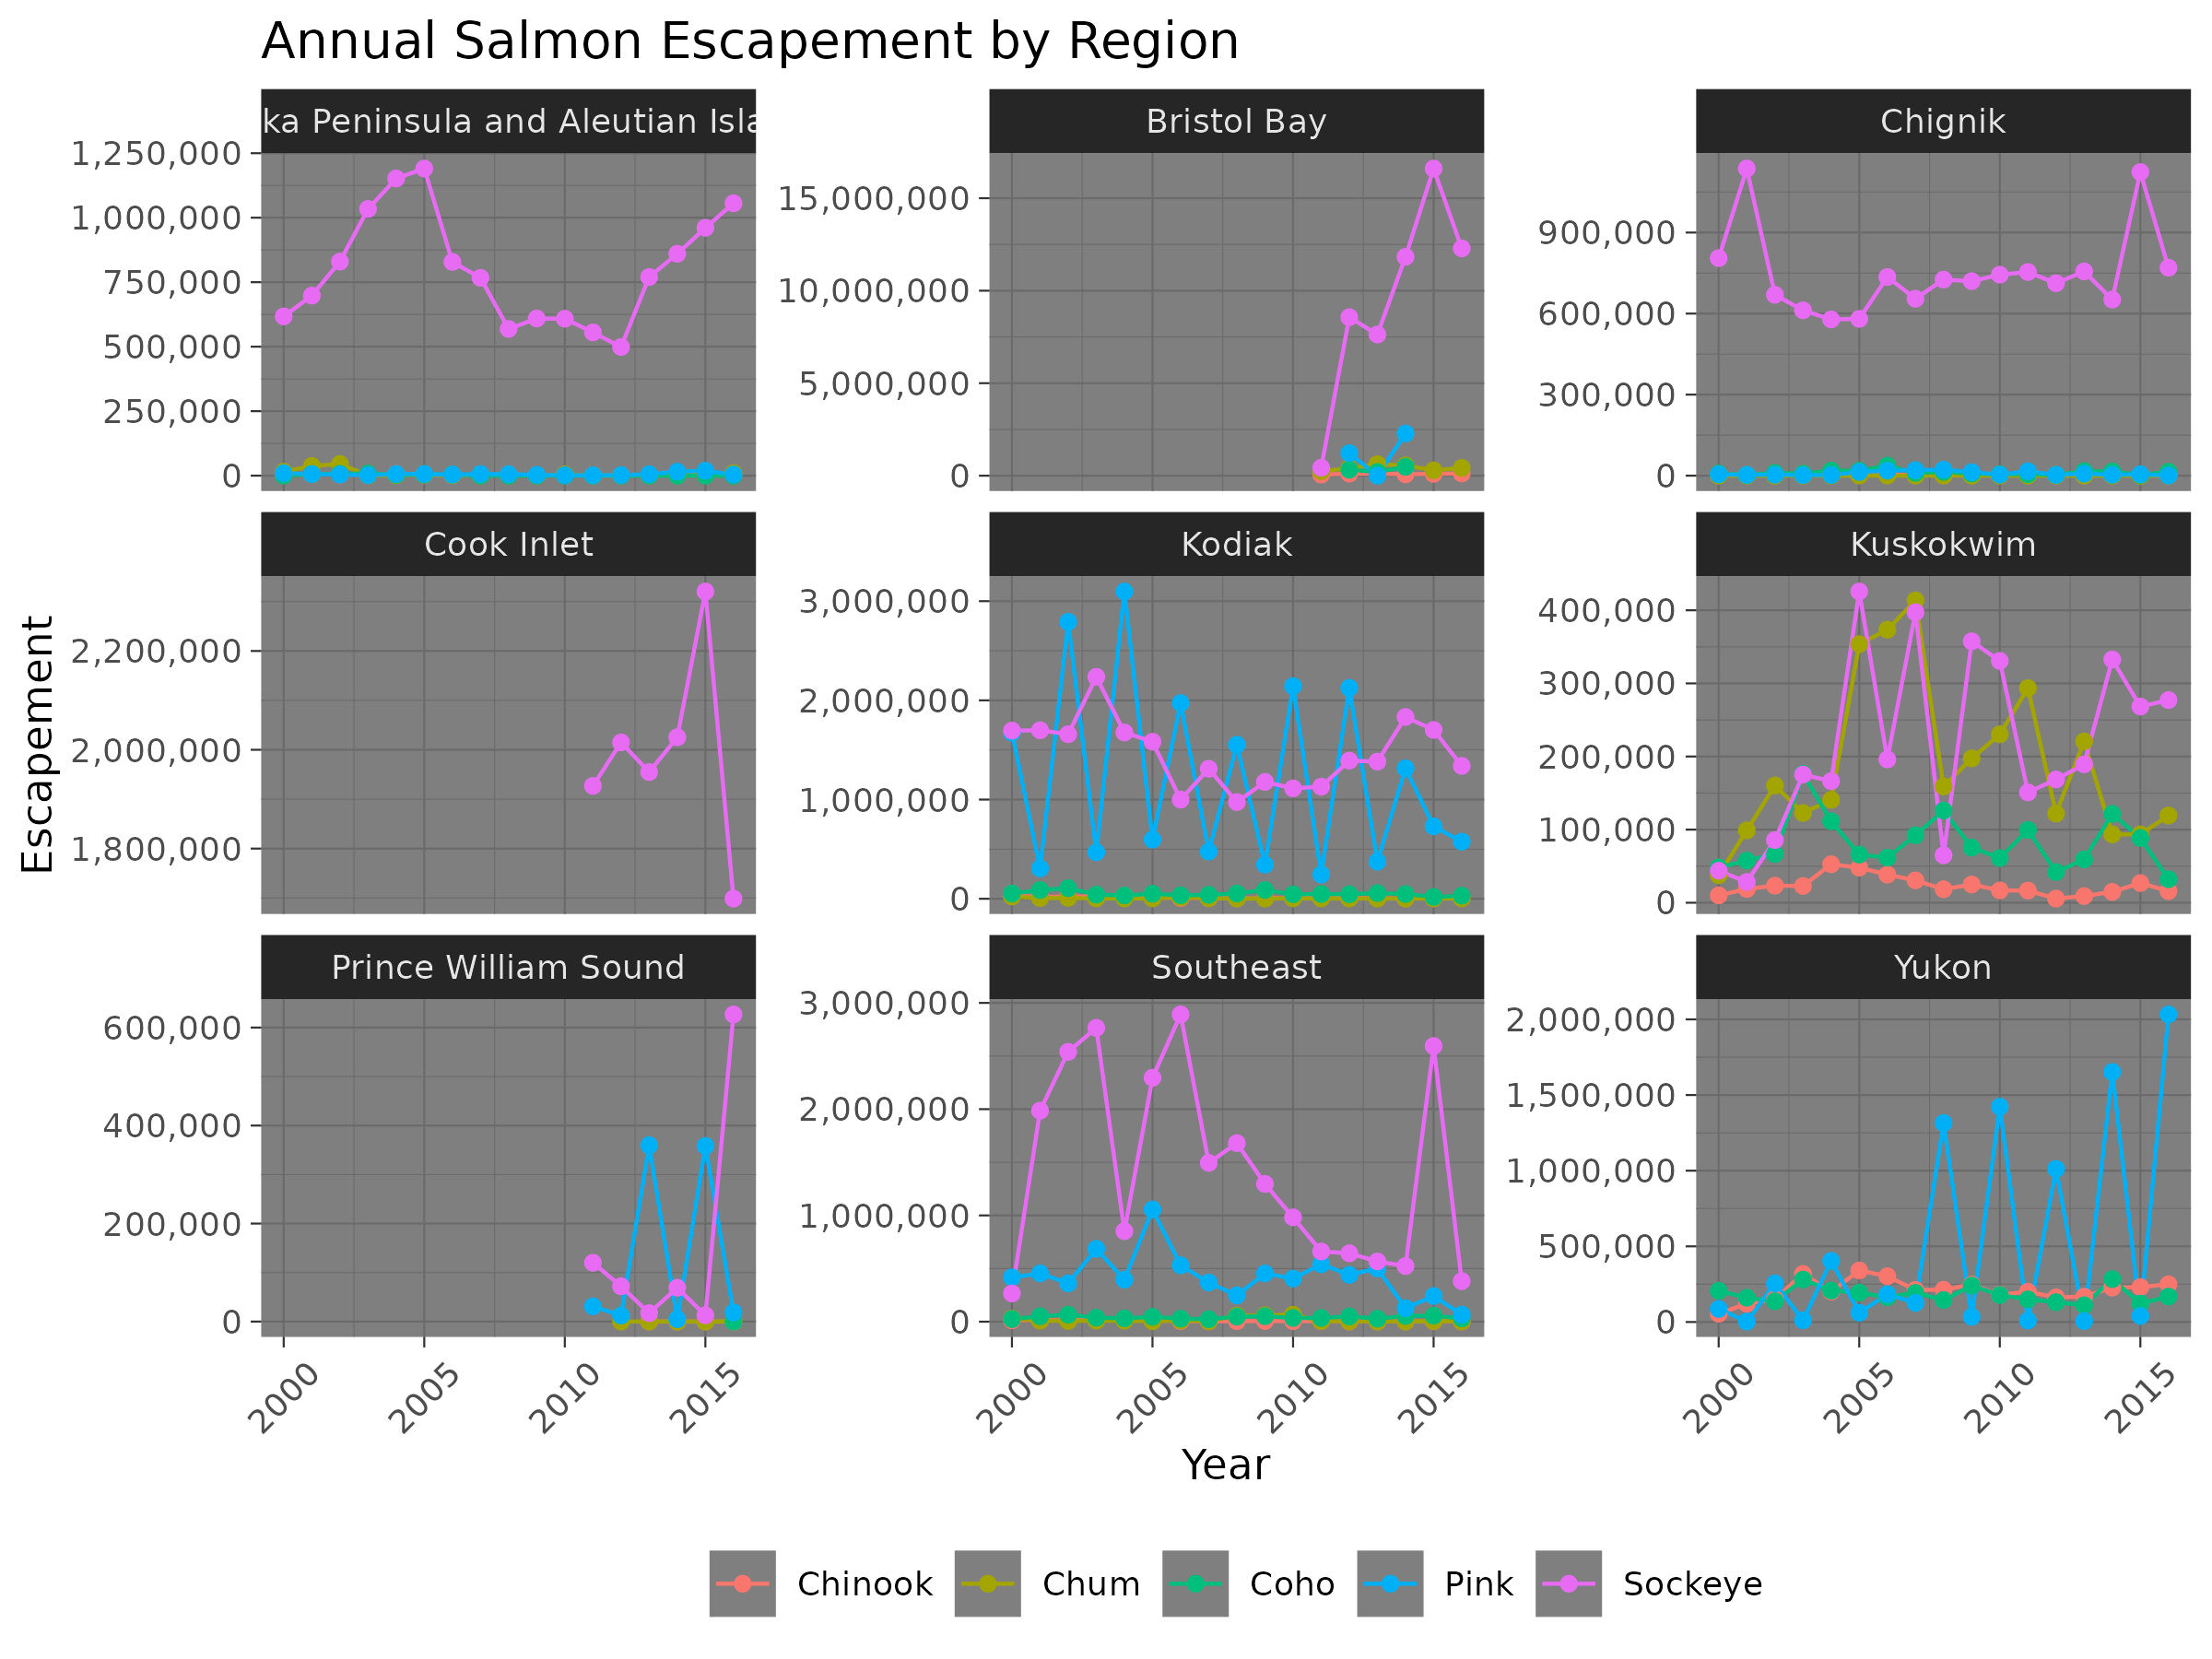 Annual Salmon Escapement by Region
ka Peninsula and Aleutian Isla
1,250,000
1,000,000
750,000
500,000
250,000
0
Bristol Bay
15,000,000
10,000,000
5,000,000
0
Chignik
900,000
600,000
300,000
0
Escapement
Cook Inlet
2,200,000
2,000,000
1,800,000
Kodiak
3,000,000
2,000,000
1,000,000
0
Kuskokwim
400,000
300,000
200,000
100,000
0
Prince William Sound
600,000
400,000
200,000
0
2000 2005 2010 2015
Southeast
3,000,000
2,000,000
1,000,000
0
2000 2005 2010 2015
Yukon
2,000,000
1,500,000
1,000,000
500,000
0
2000 2005 2010 2015
Year
Chinook Chum Coho Pink Sockeye